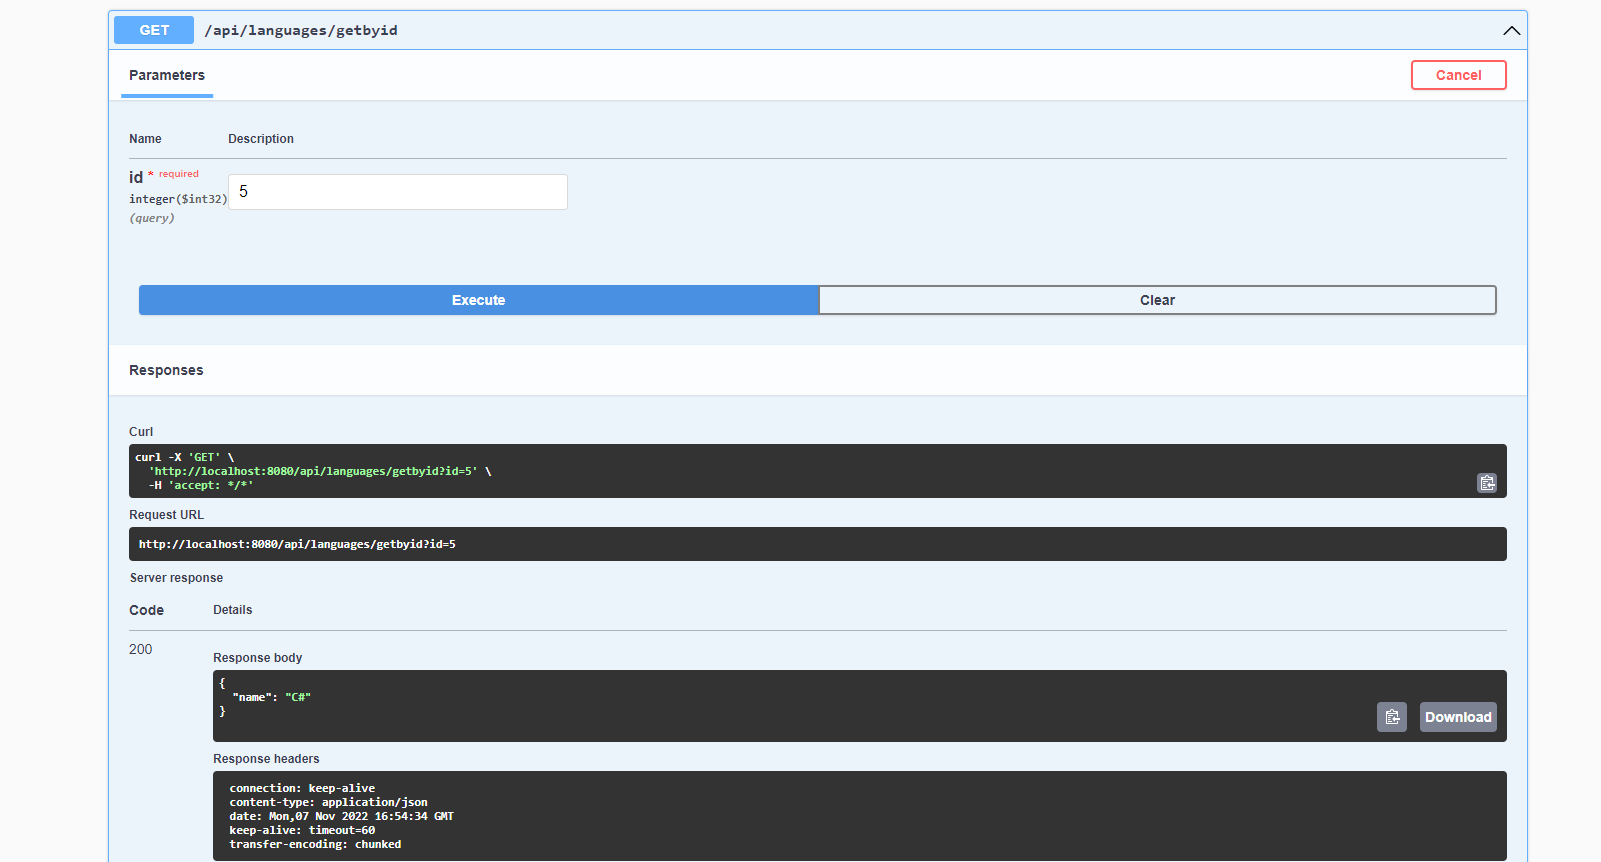 GET /api/languages/getbyid
Parameters
Cancel
Name Description
id * required
integer($int32)
(query)
5
Execute
Clear
Responses
Curl
curl -X 'GET' \
  'http://localhost:8080/api/languages/getbyid?id=5' \
  -H 'accept: */*'
Request URL
http://localhost:8080/api/languages/getbyid?id=5
Server response
Code Details
200
Response body
{
  "name": "C#"
}
Download
Response headers
connection: keep-alive
content-type: application/json
date: Mon,07 Nov 2022 16:54:34 GMT
keep-alive: timeout=60
transfer-encoding: chunked